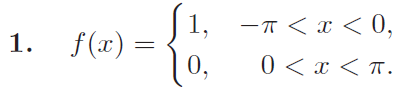 1. f(x) = { 1, −π < x < 0,
0, 0 < x < π.